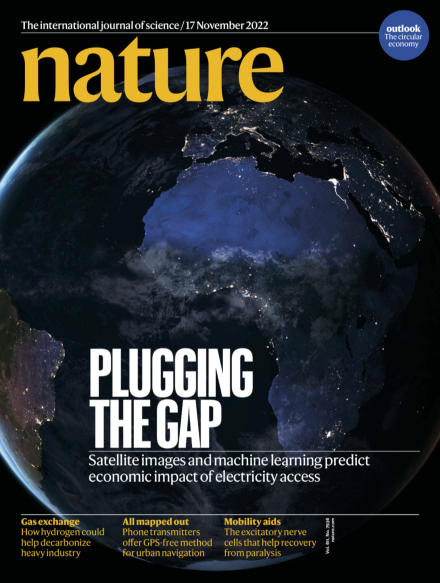 The international journal of science / 17 November 2022
outlook
The circular
economy
nature
PLUGGING
THE GAP
Satellite images and machine learning predict
economic impact of electricity access
Gas exchange
How hydrogen could
help decarbonize
heavy industry
All mapped out
Phone transmitters
offer GPS-free method
for urban navigation
Mobility aids
The excitatory nerve
cells that help recovery
from paralysis
Vol. 611, No. 7936
nature.com